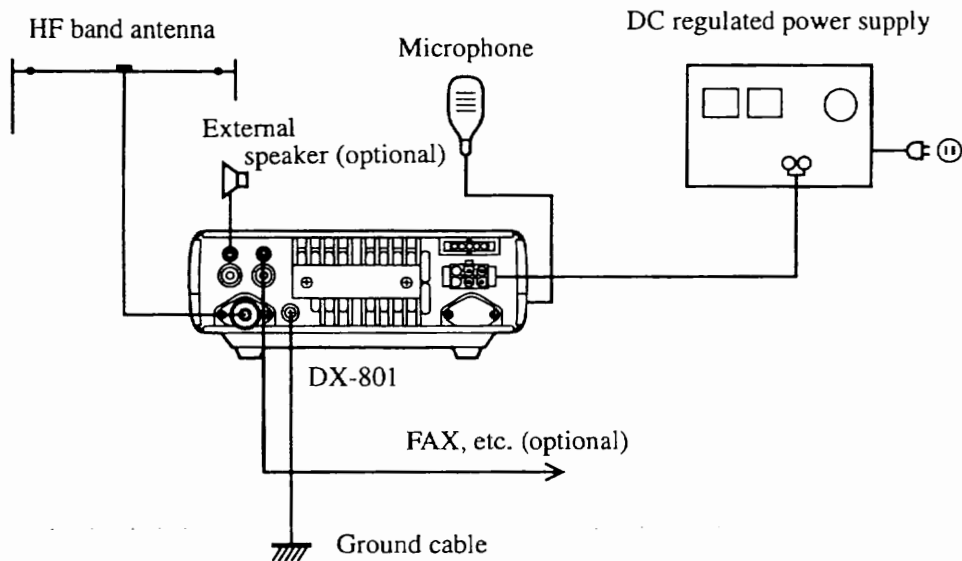 HF band antenna
Microphone
DC regulated power supply
External
speaker (optional)
DX-801
FAX, etc. (optional)
Ground cable